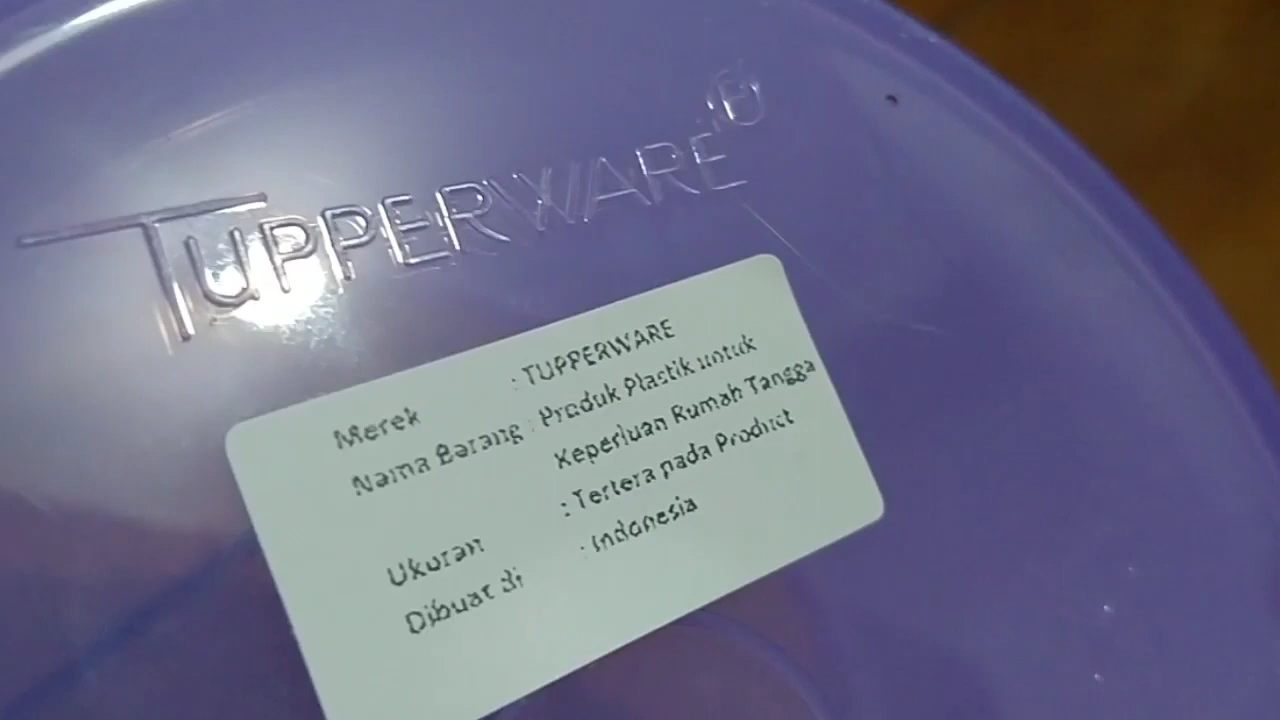 TUPPERWARE®
Merek : TUPPERWARE
Nama Barang : Produk Plastik untuk
Keperluan Rumah Tangga
Ukuran : Tertera pada Product
Dibuat di : Indonesia